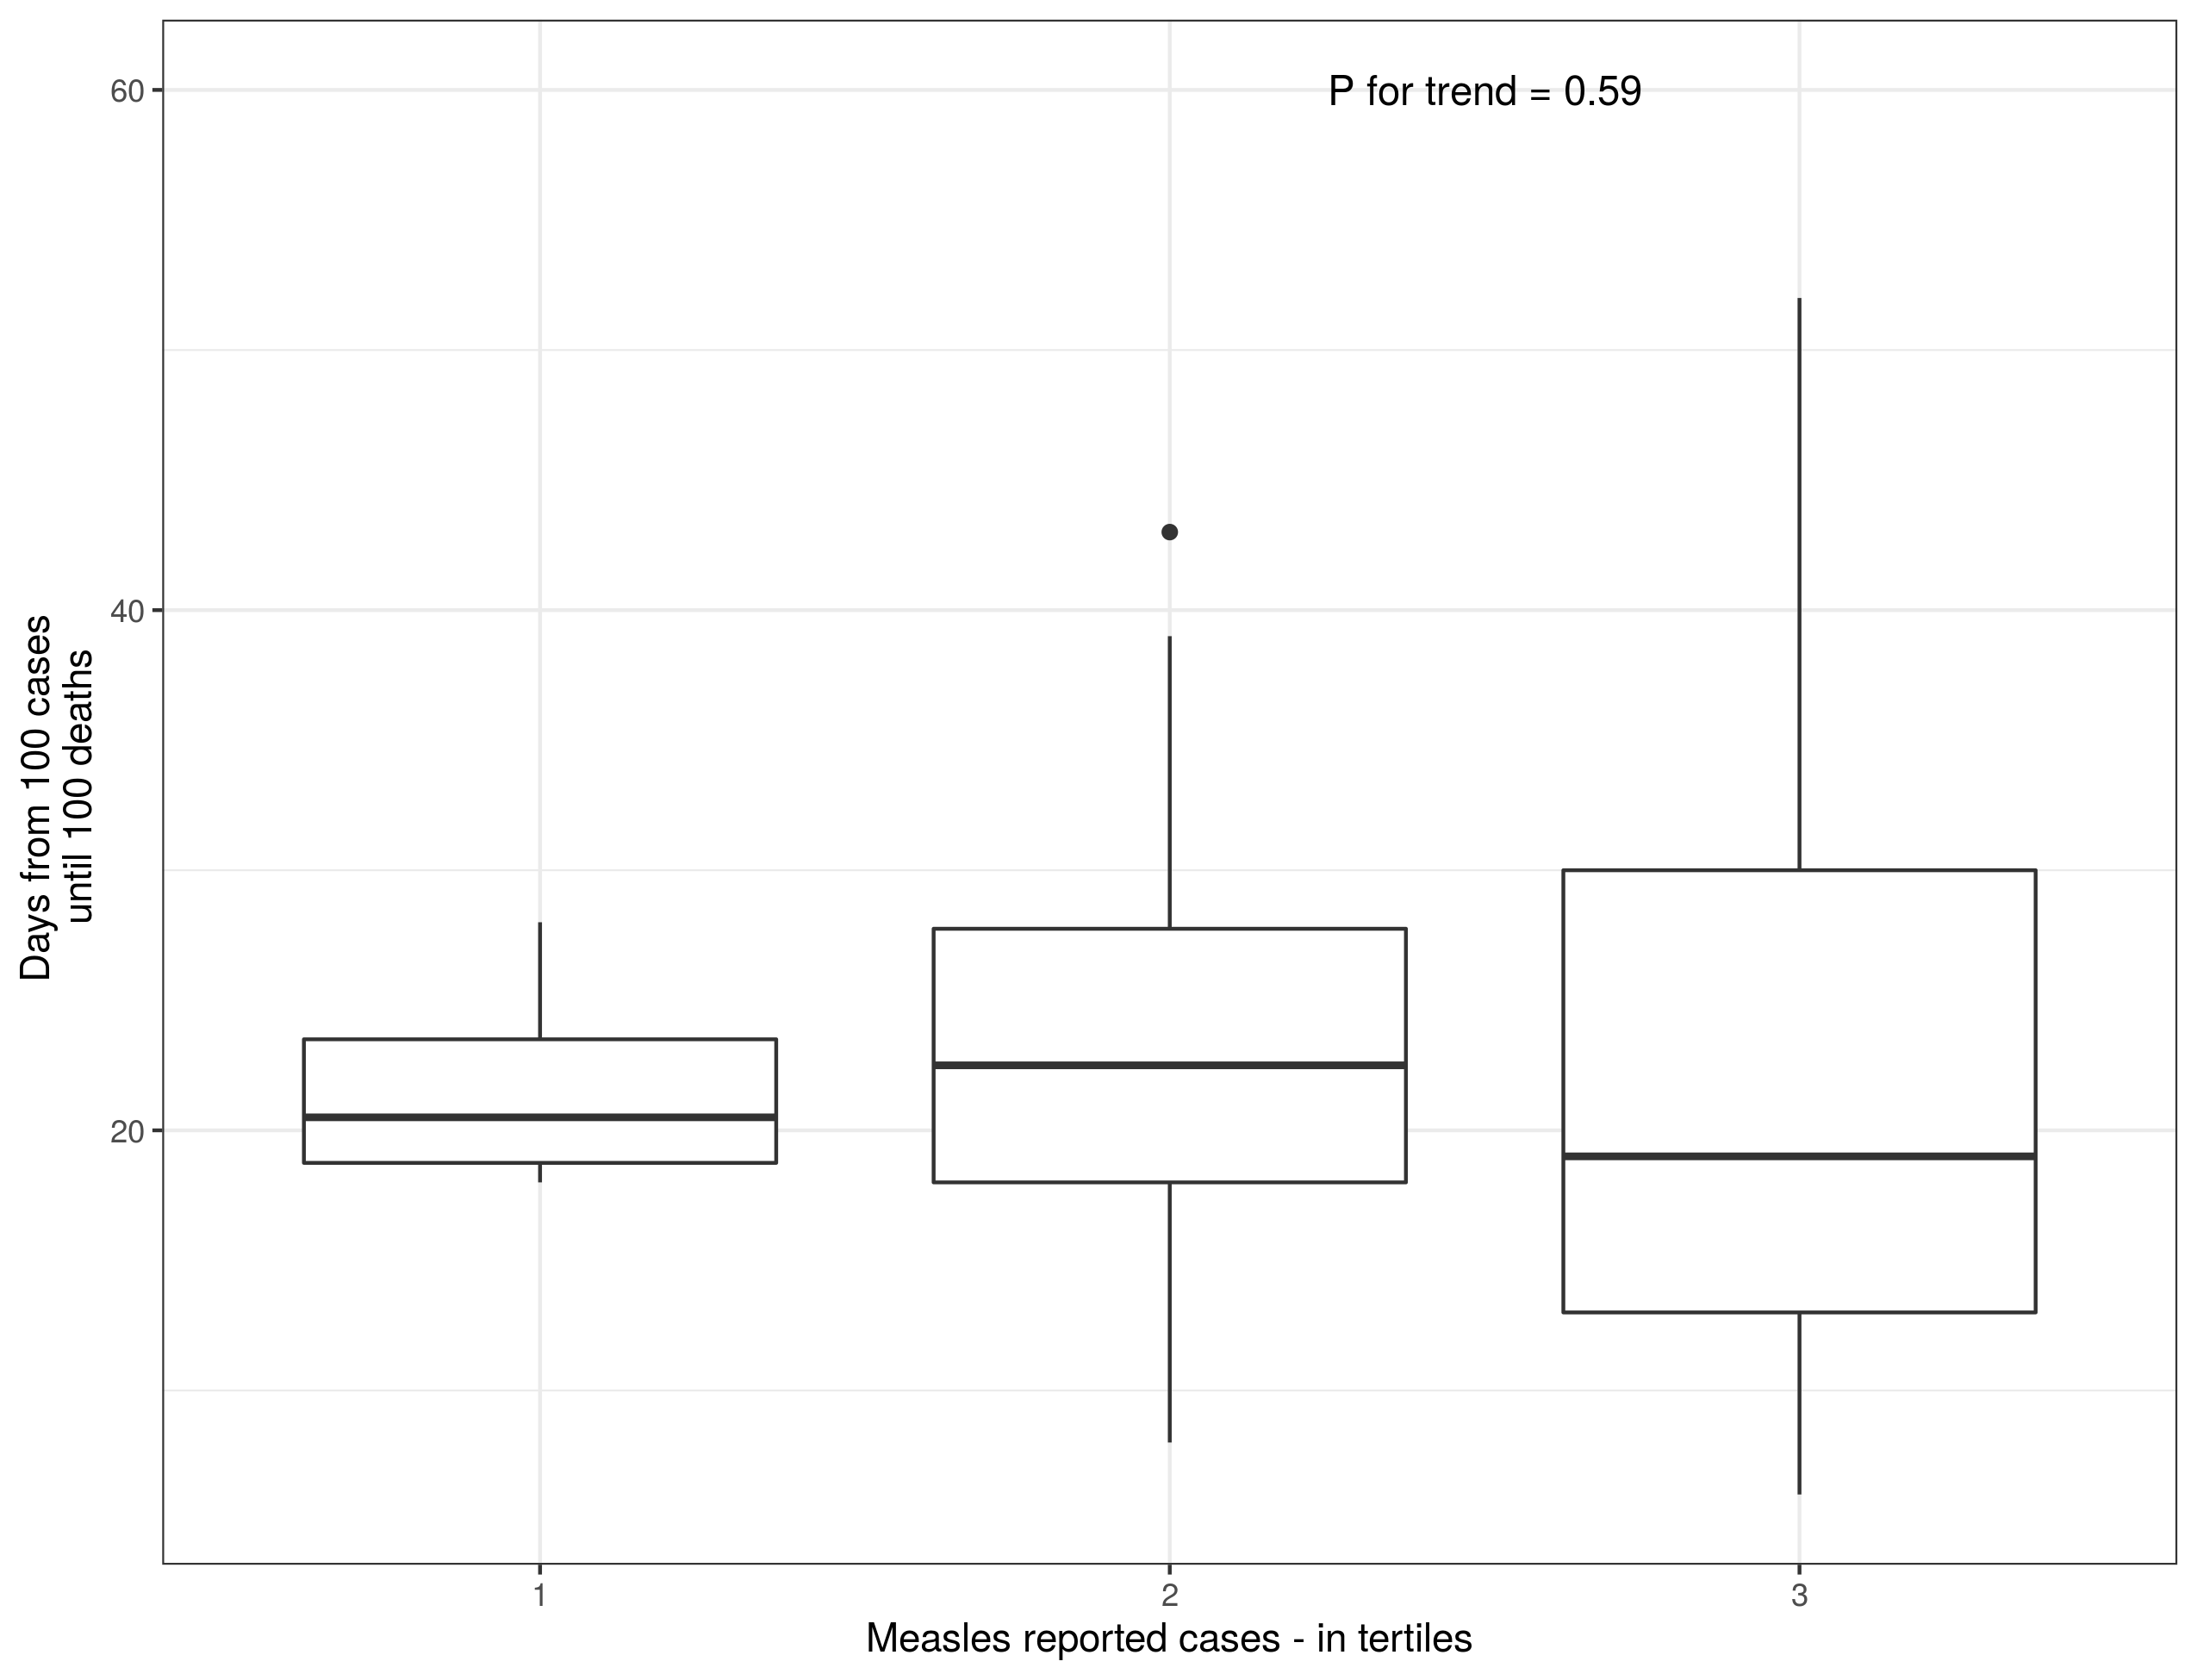 P for trend = 0.59
60
40
20
Days from 100 cases
until 100 deaths
1
2
3
Measles reported cases - in tertiles